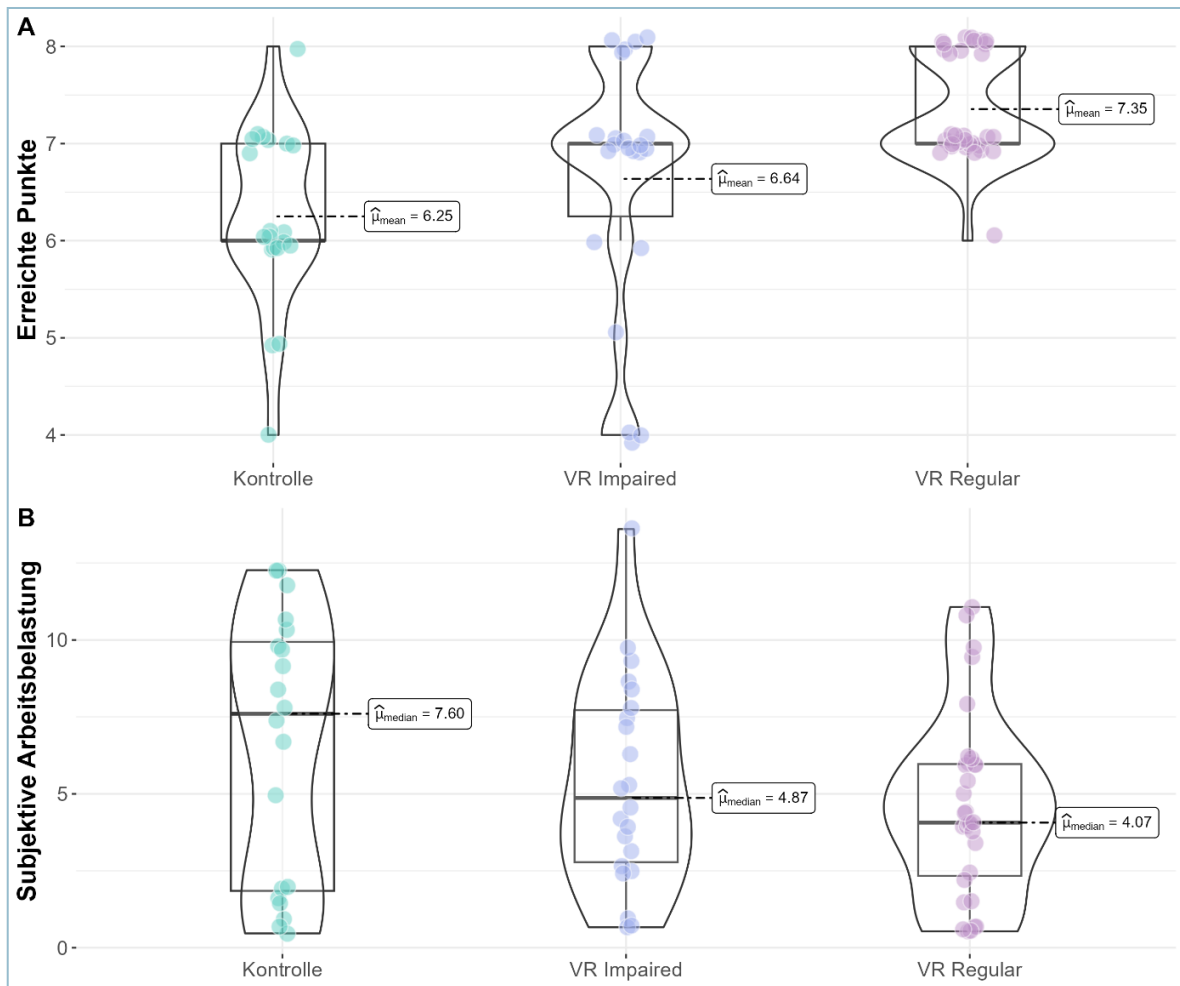 A
Erreichte Punkte
8
7
6
5
4
μ̂mean = 6.25
μ̂mean = 6.64
μ̂mean = 7.35
Kontrolle
VR Impaired
VR Regular
B
Subjektive Arbeitsbelastung
10
5
0
μ̂median = 7.60
μ̂median = 4.87
μ̂median = 4.07
Kontrolle
VR Impaired
VR Regular